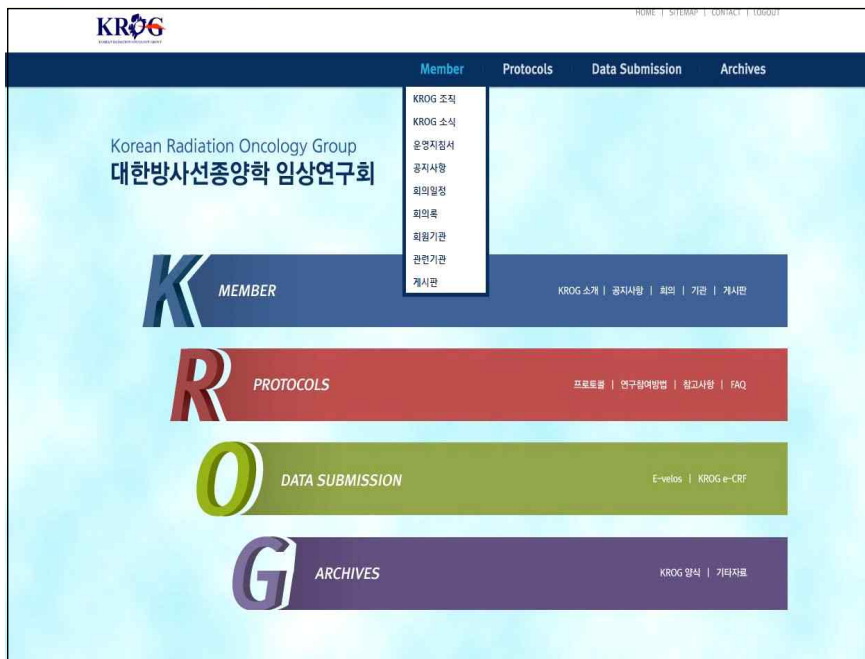 HOME | SITEMAP | CONTACT | LOGOUT
KROG
KOREAN RADIATION ONCOLOGY GROUP
Member Protocols Data Submission Archives
KROG 조직
KROG 소식
운영지침서
공지사항
회의일정
회의록
회원기관
관련기관
게시판
Korean Radiation Oncology Group
대한방사선종양학 임상연구회
K MEMBER KROG 소개 | 공지사항 | 회의 | 기관 | 게시판
R PROTOCOLS 프로토콜 | 연구참여방법 | 참고사항 | FAQ
O DATA SUBMISSION E-velos | KROG e-CRF
G ARCHIVES KROG 양식 | 기타자료